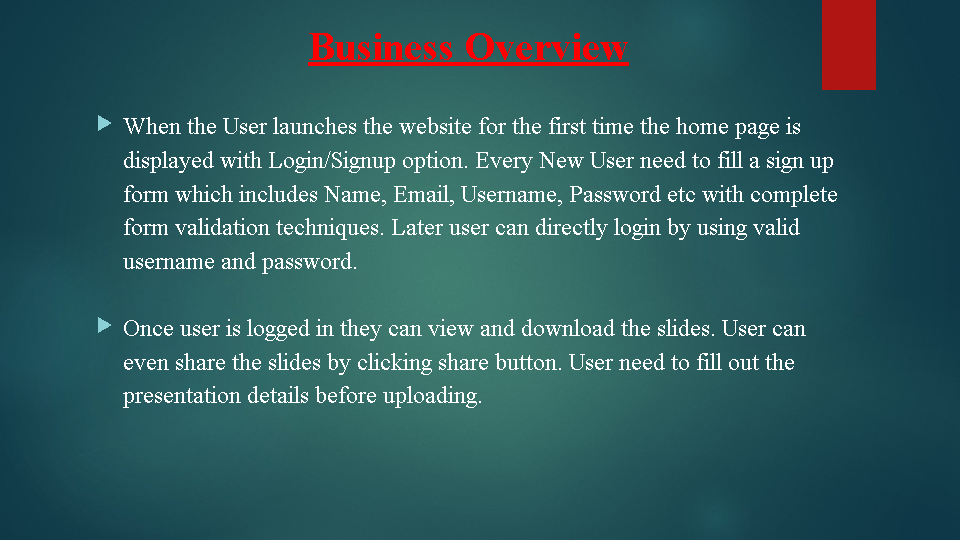 Business Overview
When the User launches the website for the first time the home page is
displayed with Login/Signup option. Every New User need to fill a sign up
form which includes Name, Email, Username, Password etc with complete
form validation techniques. Later user can directly login by using valid
username and password.
Once user is logged in they can view and download the slides. User can
even share the slides by clicking share button. User need to fill out the
presentation details before uploading.